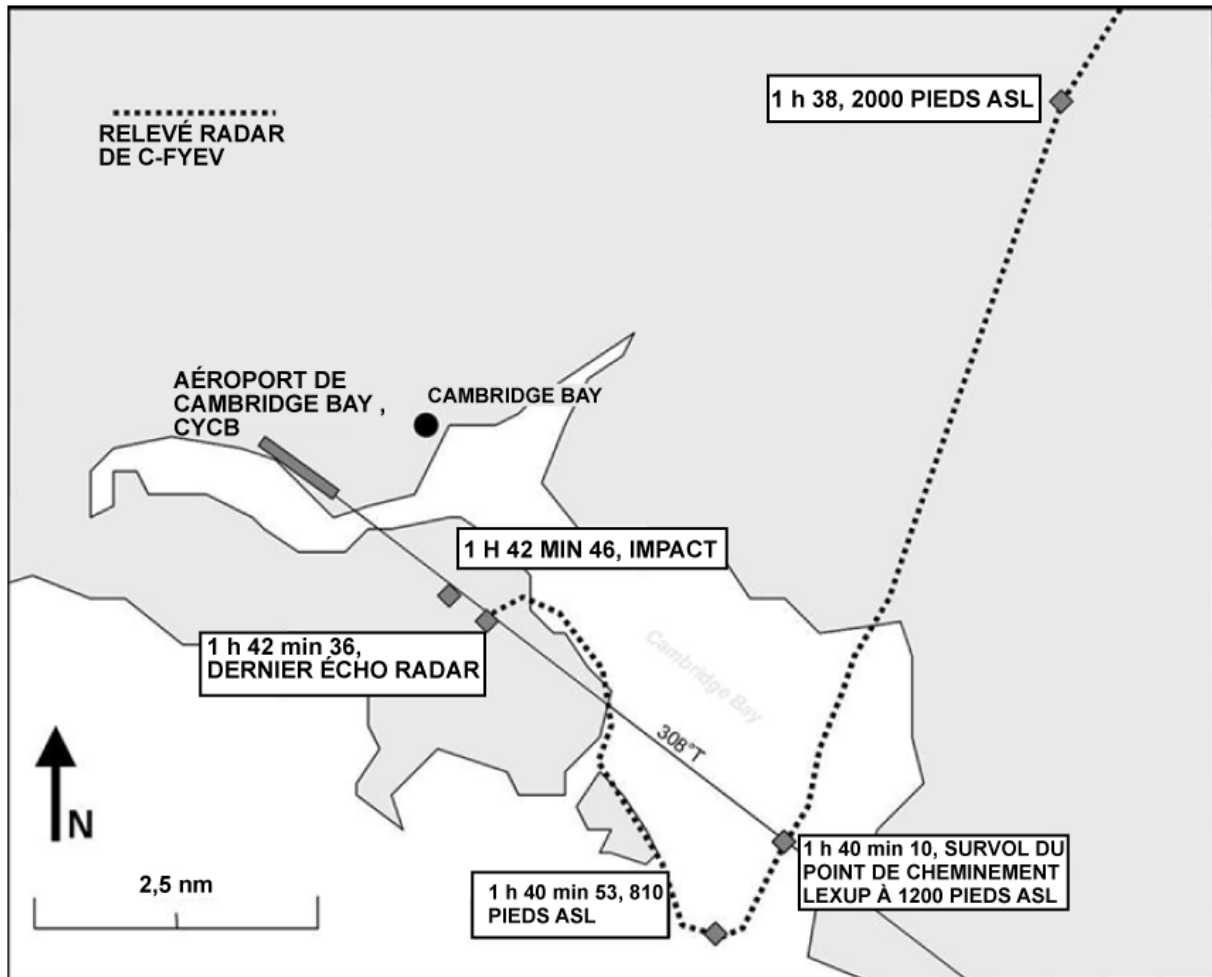 1 h 38, 2000 PIEDS ASL
RELEVÉ RADAR
DE C-FYEV
AÉROPORT DE
CAMBRIDGE BAY ,
CYCB
CAMBRIDGE BAY
1 H 42 MIN 46, IMPACT
1 h 42 min 36,
DERNIER ÉCHO RADAR
Cambridge Bay
308°T
N
2,5 nm
1 h 40 min 53, 810
PIEDS ASL
1 h 40 min 10, SURVOL DU
POINT DE CHEMINEMENT
LEXUP À 1200 PIEDS ASL